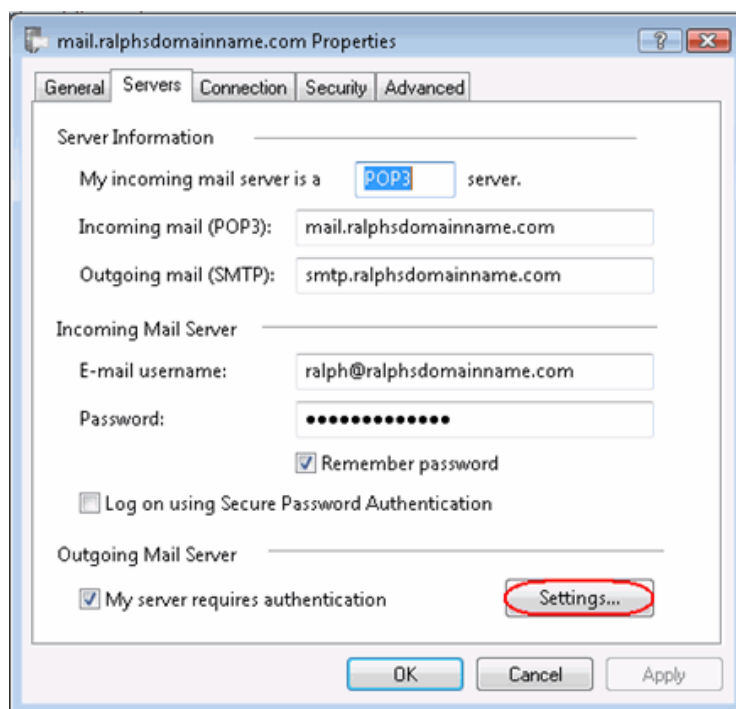 mail.ralphsdomainname.com Properties
General Servers Connection Security Advanced
Server Information
My incoming mail server is a POP3 server.
Incoming mail (POP3): mail.ralphsdomainname.com
Outgoing mail (SMTP): smtp.ralphsdomainname.com
Incoming Mail Server
E-mail username: ralph@ralphsdomainname.com
Password: •••••••••••••
Remember password
Log on using Secure Password Authentication
Outgoing Mail Server
My server requires authentication Settings...
OK Cancel Apply